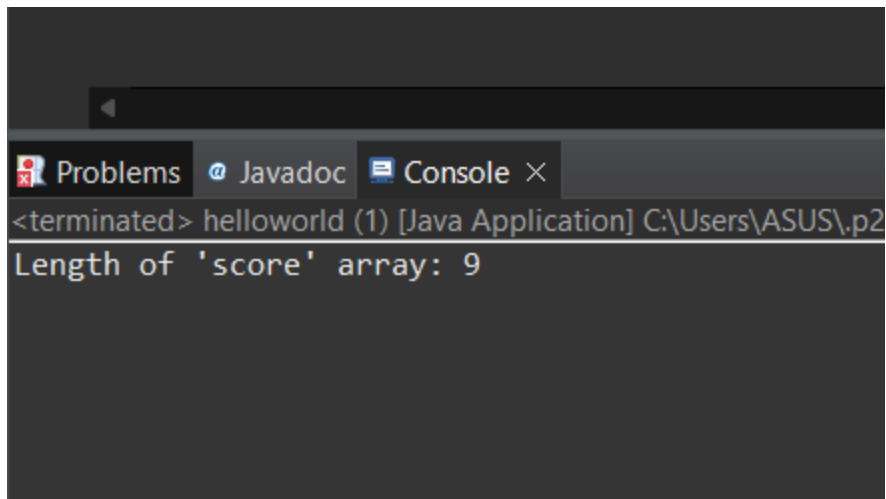 Problems @ Javadoc Console
<terminated> helloworld (1) [Java Application] C:\Users\ASUS\.p2
Length of 'score' array: 9